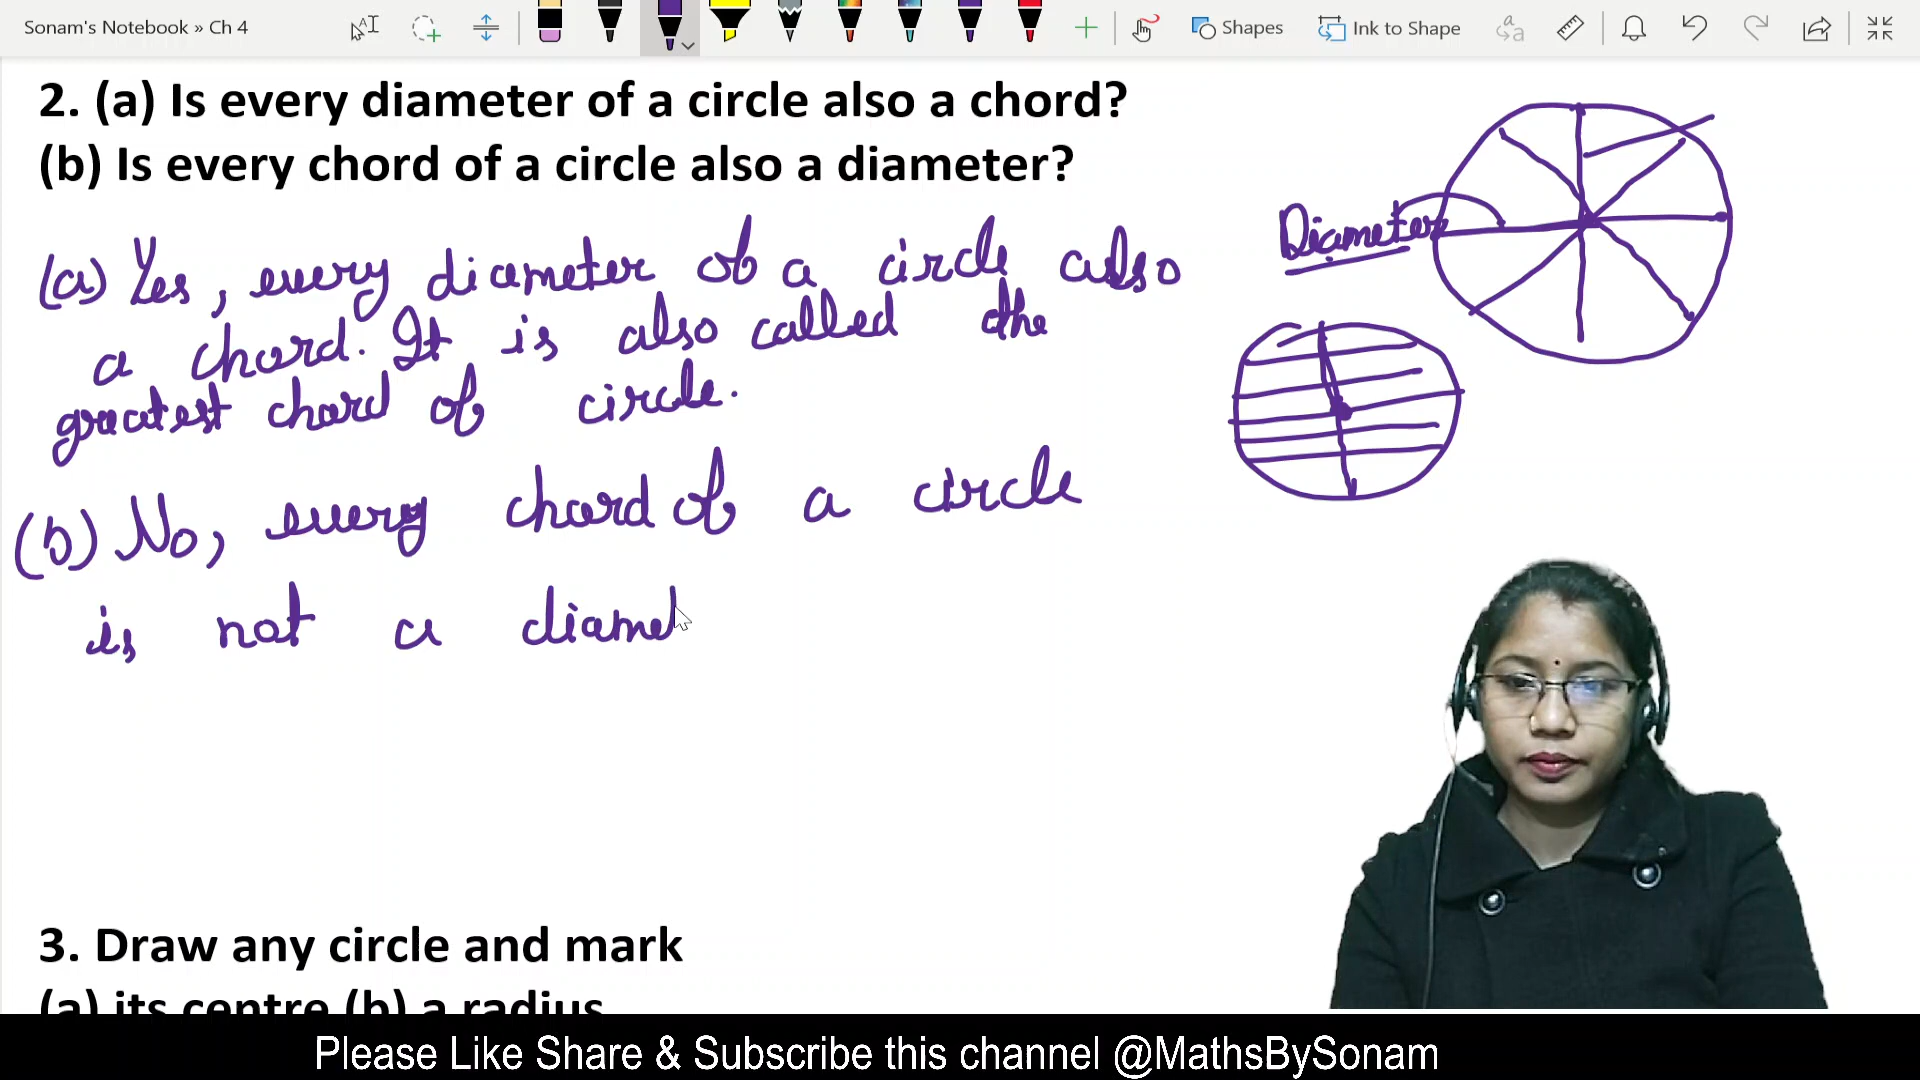 Sonam's Notebook » Ch 4
Shapes
Ink to Shape
2. (a) Is every diameter of a circle also a chord?
(b) Is every chord of a circle also a diameter?
Diameter
(a) Yes, every diameter of a circle also
a chord. It is also called the
greatest chord of circle.
(b) No, every chord of a circle
is not a diamet
3. Draw any circle and mark
(a) its centre (b) a radius
Please Like Share & Subscribe this channel @MathsBySonam